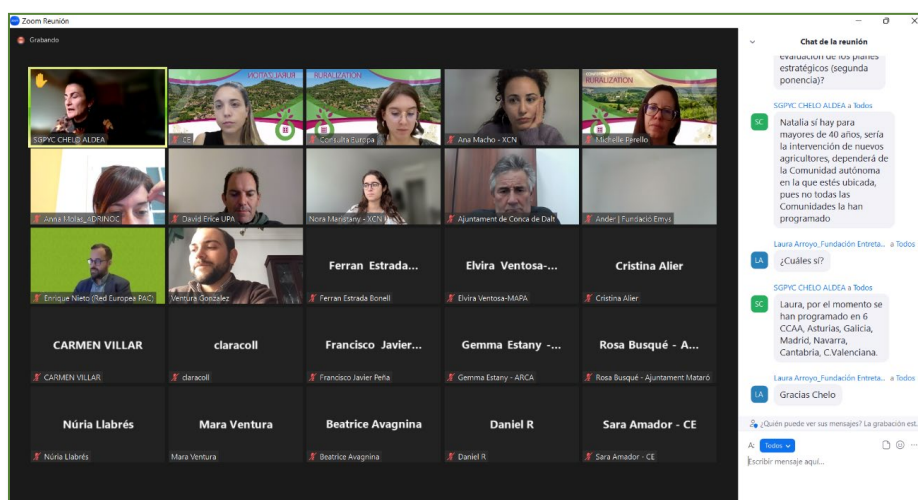 Zoom Reunión
Grabando
RURALIZATION
RURALIZATION
RURALIZATION
SGPYC CHELO ALDEA
CE
Consulta Europa
Ana Macho - XCN
Michelle Perello
Anna Molas_ADRINOC
David Erice UPA
Nora Maristany - XCN
Ajuntament de Conca de Dalt
Ander | Fundació Emys
Enrique Nieto (Red Europea PAC)
Ventura Gonzalez
Ferran Estrada...
Ferran Estrada Bonell
Elvira Ventosa-...
Elvira Ventosa-MAPA
Cristina Alier
Cristina Alier
CARMEN VILLAR
CARMEN VILLAR
claracoll
claracoll
Francisco Javier...
Francisco Javier Peña
Gemma Estany -...
Gemma Estany - ARCA
Rosa Busqué - A...
Rosa Busqué - Ajuntament Mataró
Núria Llabrés
Núria Llabrés
Mara Ventura
Mara Ventura
Beatrice Avagnina
Beatrice Avagnina
Daniel R
Daniel R
Sara Amador - CE
Sara Amador - CE
Chat de la reunión
evaluación de los planes
estratégicos (segunda
ponencia)?
SGPYC CHELO ALDEA a Todos
SC
Natalia sí hay para
mayores de 40 años, sería
la intervención de nuevos
agricultores, dependerá de
la Comunidad autónoma
en la que estés ubicada,
pues no todas las
Comunidades la han
programado
Laura Arroyo_Fundación Entreta... a Todos
LA
¿Cuáles sí?
SGPYC CHELO ALDEA a Todos
SC
Laura, por el momento se
han programado en 6
CCAA, Asturias, Galicia,
Madrid, Navarra,
Cantabria, C.Valenciana.
Laura Arroyo_Fundación Entreta... a Todos
LA
Gracias Chelo
¿Quién puede ver sus mensajes? La grabación est...
A: Todos
Escribir mensaje aquí...